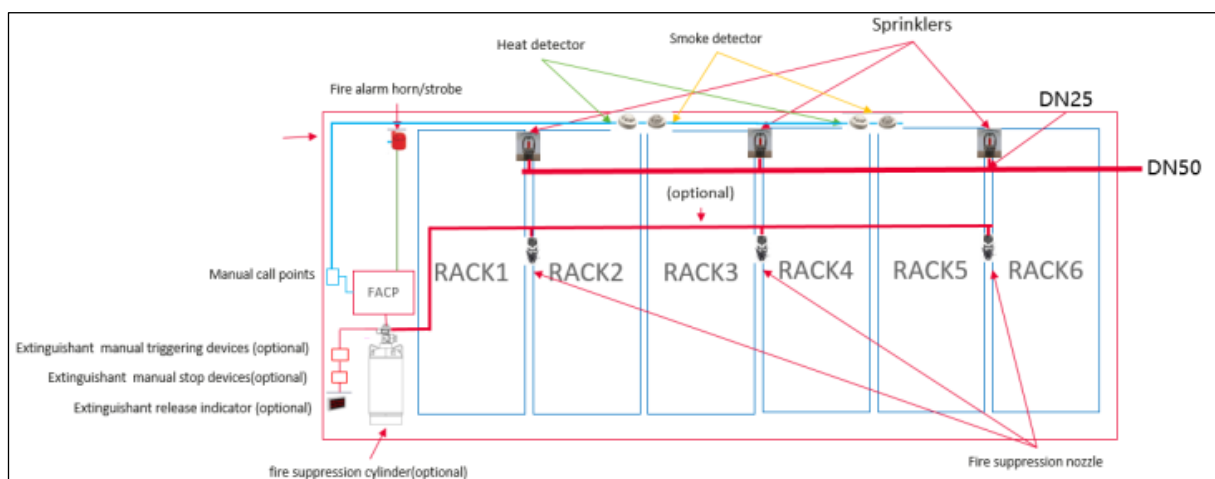 Sprinklers
Heat detector
Smoke detector
Fire alarm horn/strobe
DN25
DN50
(optional)
Manual call points
FACP
RACK1
RACK2
RACK3
RACK4
RACK5
RACK6
Extinguishant manual triggering devices (optional)
Extinguishant manual stop devices(optional)
Extinguishant release indicator (optional)
fire suppression cylinder(optional)
Fire suppression nozzle